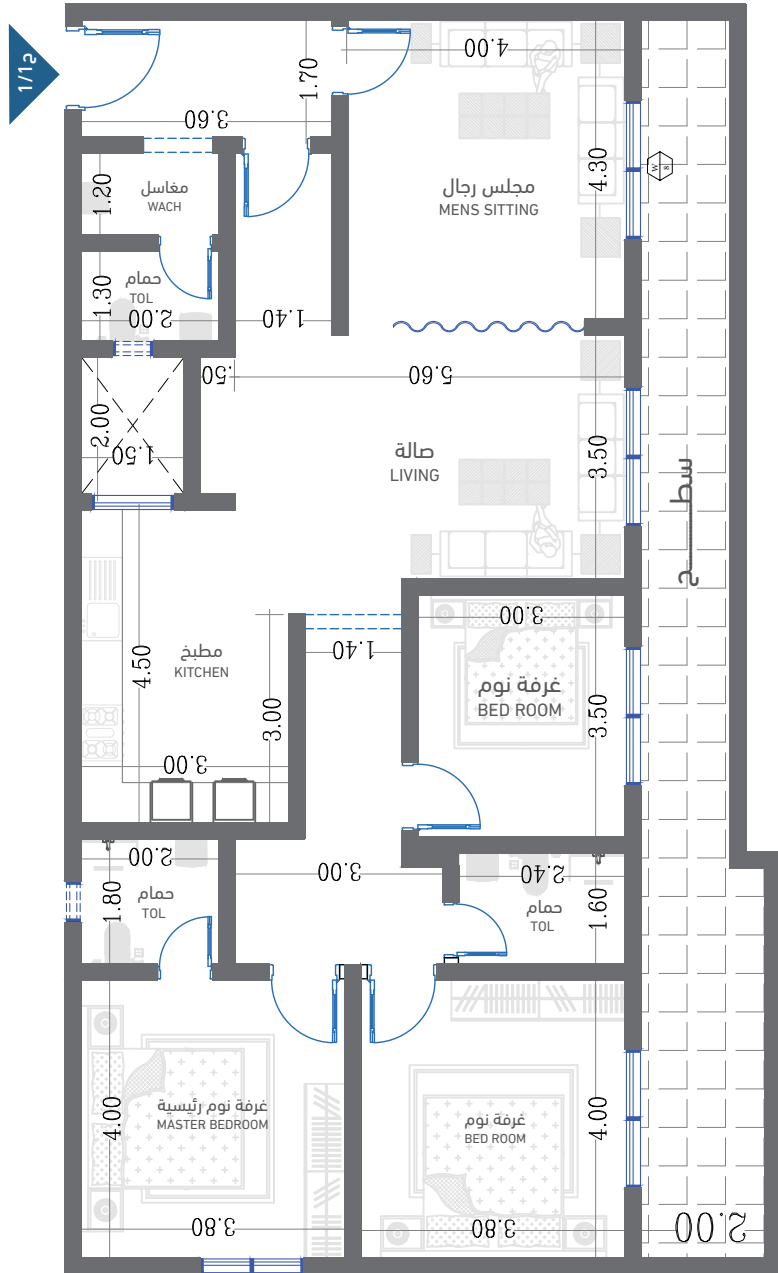 1/1ج
4.00
1.70
3.60
مغاسل
WACH
1.20
مجلس رجال
MENS SITTING
4.30
W
8
حمام
TOL
1.30
2.00
1.40
.50
5.60
2.00
1.50
صالة
LIVING
3.50
سطــــــح
مطبخ
KITCHEN
4.50
3.00
3.00
1.40
3.00
غرفة نوم
BED ROOM
3.50
2.00
حمام
TOL
1.80
3.00
2.40
حمام
TOL
1.60
غرفة نوم رئيسية
MASTER BEDROOM
4.00
3.80
غرفة نوم
BED ROOM
4.00
3.80
2.00